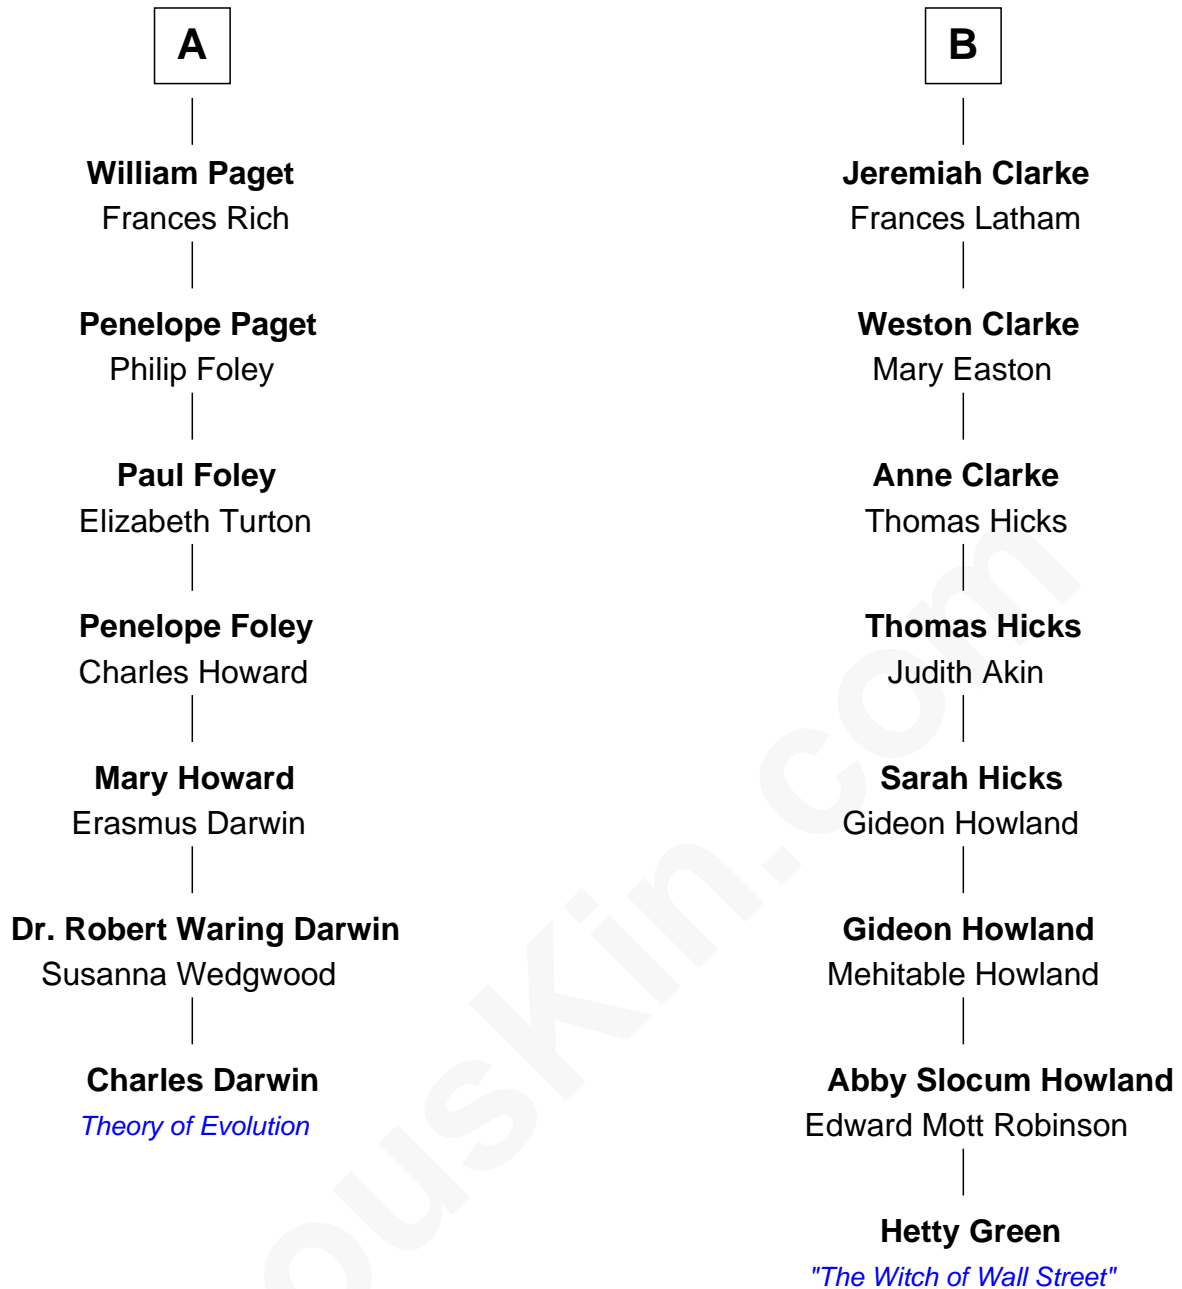 A
William Paget
Frances Rich
Penelope Paget
Philip Foley
Paul Foley
Elizabeth Turton
Penelope Foley
Charles Howard
Mary Howard
Erasmus Darwin
Dr. Robert Waring Darwin
Susanna Wedgwood
Charles Darwin
Theory of Evolution
B
Jeremiah Clarke
Frances Latham
Weston Clarke
Mary Easton
Anne Clarke
Thomas Hicks
Thomas Hicks
Judith Akin
Sarah Hicks
Gideon Howland
Gideon Howland
Mehitable Howland
Abby Slocum Howland
Edward Mott Robinson
Hetty Green
"The Witch of Wall Street"
ousKin.com